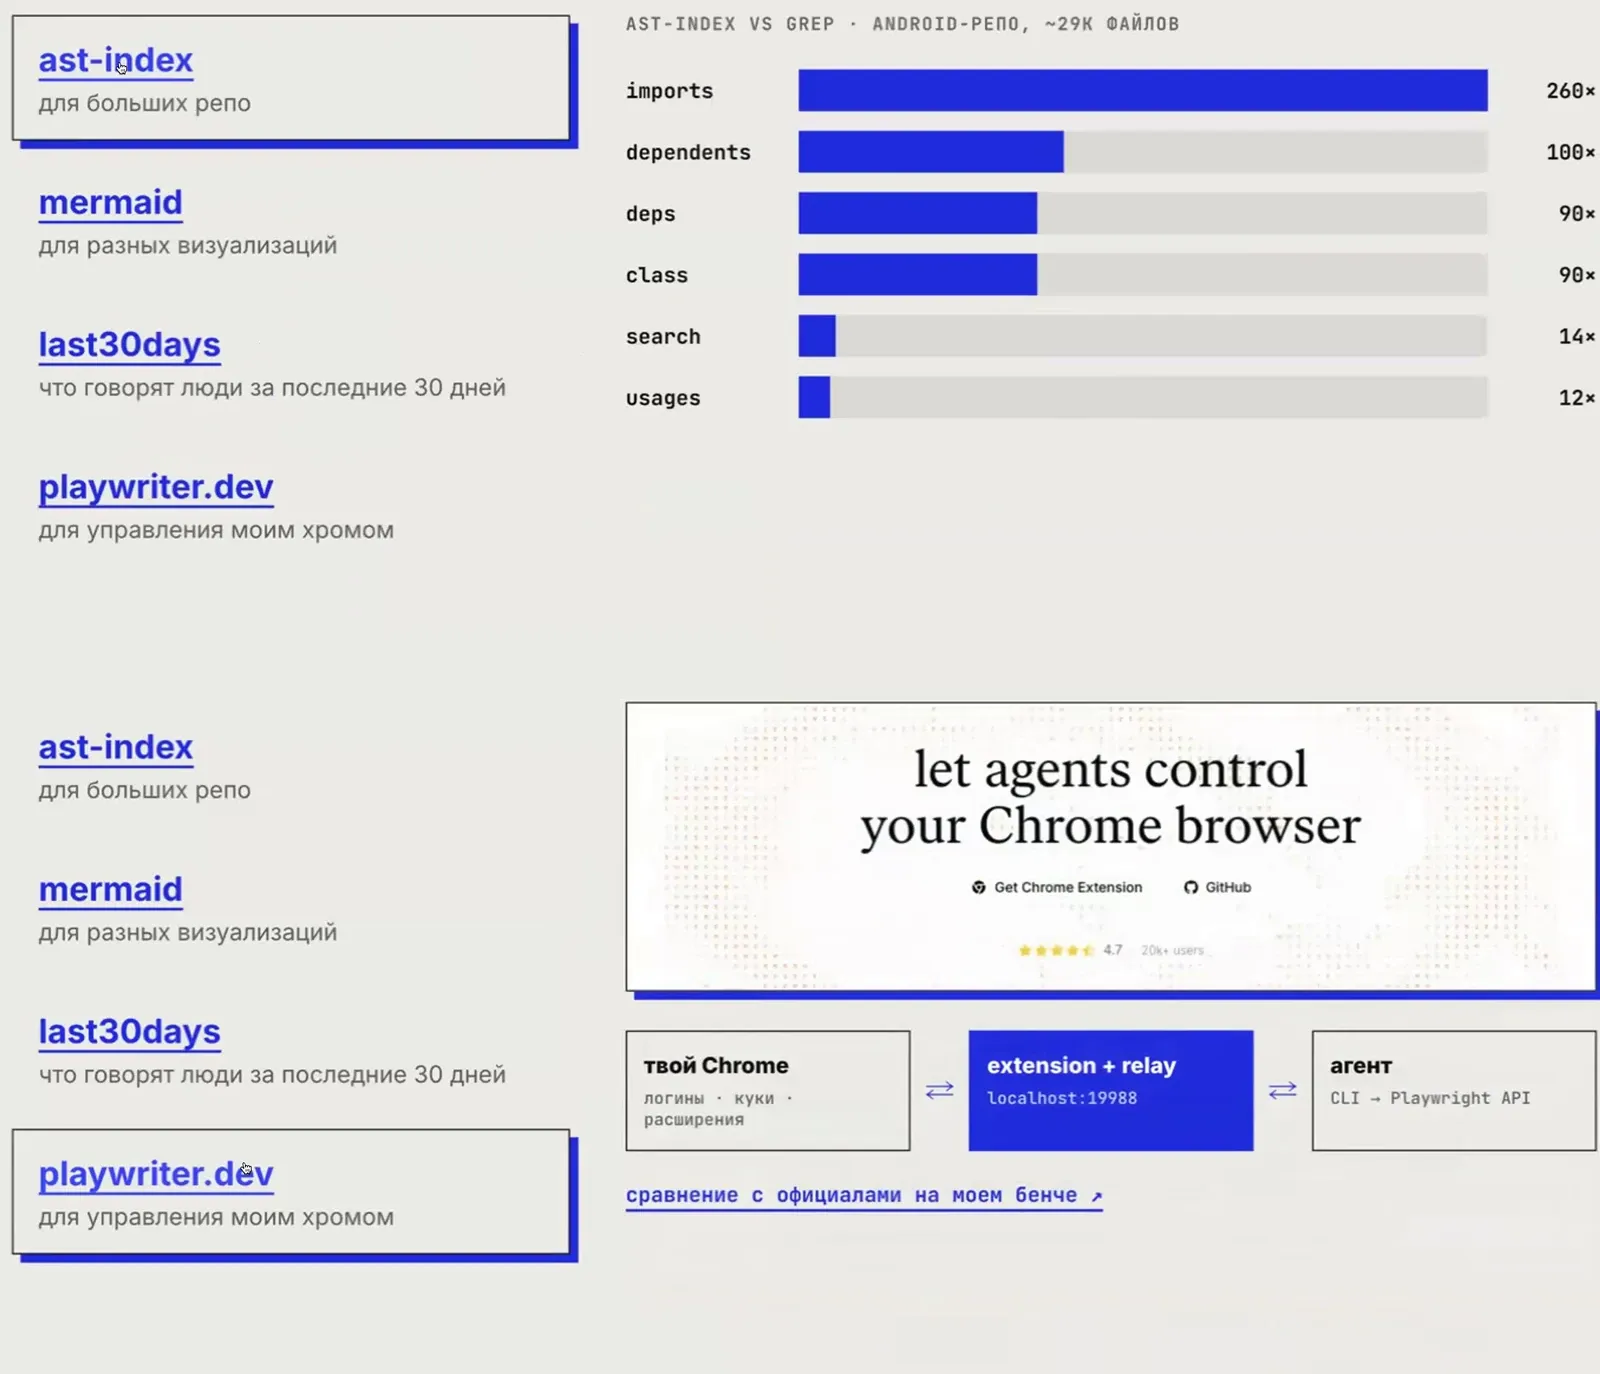 ast-index
для больших репо
mermaid
для разных визуализаций
last30days
что говорят люди за последние 30 дней
playwriter.dev
для управления моим хромом
AST-INDEX VS GREP · ANDROID-РЕПО, ~29K ФАЙЛОВ
imports 260×
dependents 100×
deps 90×
class 90×
search 14×
usages 12×
ast-index
для больших репо
mermaid
для разных визуализаций
last30days
что говорят люди за последние 30 дней
playwriter.dev
для управления моим хромом
let agents control
your Chrome browser
Get Chrome Extension GitHub
4.7 20k+ users
твой Chrome
логины · куки ·
расширения
⇄
extension + relay
localhost:19988
⇄
агент
CLI → Playwright API
сравнение с официалами на моем бенче ↗